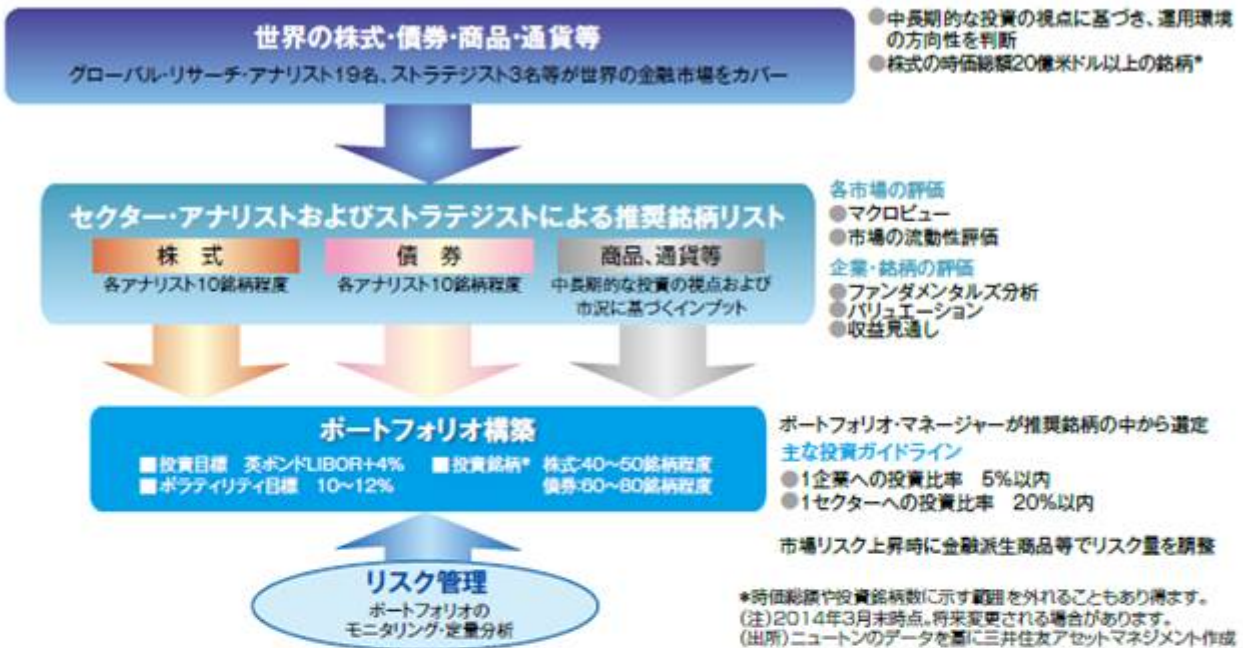 世界の株式・債券・商品・通貨等
グローバル・リサーチ・アナリスト19名、ストラテジスト3名等が世界の金融市場をカバー
●中長期的な投資の視点に基づき、運用環境
の方向性を判断
●株式の時価総額20億米ドル以上の銘柄*
セクター・アナリストおよびストラテジストによる推奨銘柄リスト
株 式
各アナリスト10銘柄程度
債 券
各アナリスト10銘柄程度
商品、通貨等
中長期的な投資の視点および
市況に基づくインプット
各市場の評価
●マクロビュー
●市場の流動性評価
企業・銘柄の評価
●ファンダメンタルズ分析
●バリュエーション
●収益見通し
ポートフォリオ構築
■投資目標 英ポンドLIBOR+4%
■ボラティリティ目標 10~12%
■投資銘柄* 株式:40~50銘柄程度
債券:60~80銘柄程度
ポートフォリオ・マネージャーが推奨銘柄の中から選定
主な投資ガイドライン
●1企業への投資比率 5%以内
●1セクターへの投資比率 20%以内
市場リスク上昇時に金融派生商品等でリスク量を調整
リスク管理
ポートフォリオの
モニタリング・定量分析
*時価総額や投資銘柄数に示す範囲を外れることもあり得ます。
(注)2014年3月末時点。将来変更される場合があります。
(出所)ニュートンのデータを基に三井住友アセットマネジメント作成